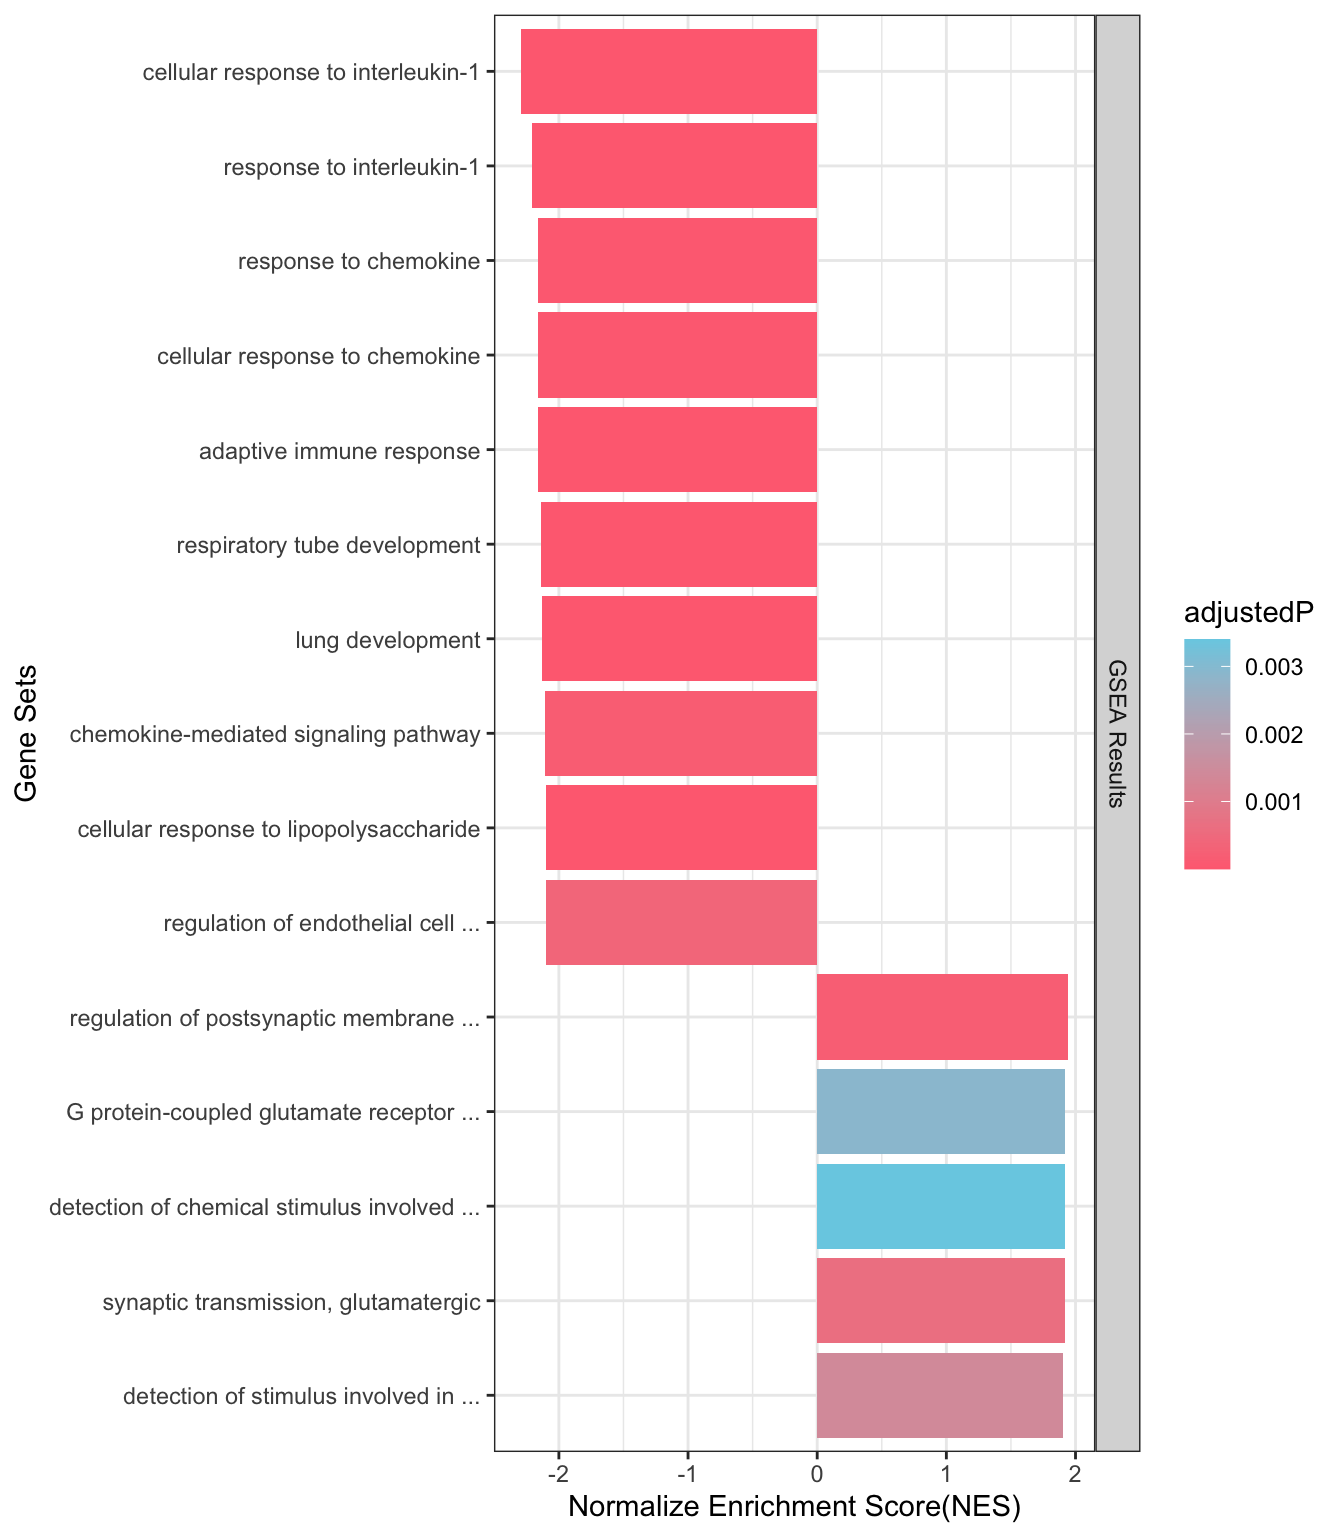 cellular response to interleukin-1
response to interleukin-1
response to chemokine
cellular response to chemokine
adaptive immune response
respiratory tube development
lung development
chemokine-mediated signaling pathway
cellular response to lipopolysaccharide
regulation of endothelial cell ...
regulation of postsynaptic membrane ...
G protein-coupled glutamate receptor ...
detection of chemical stimulus involved ...
synaptic transmission, glutamatergic
detection of stimulus involved in ...
Gene Sets
-2 -1 0 1 2
Normalize Enrichment Score(NES)
GSEA Results
adjustedP
0.003
0.002
0.001